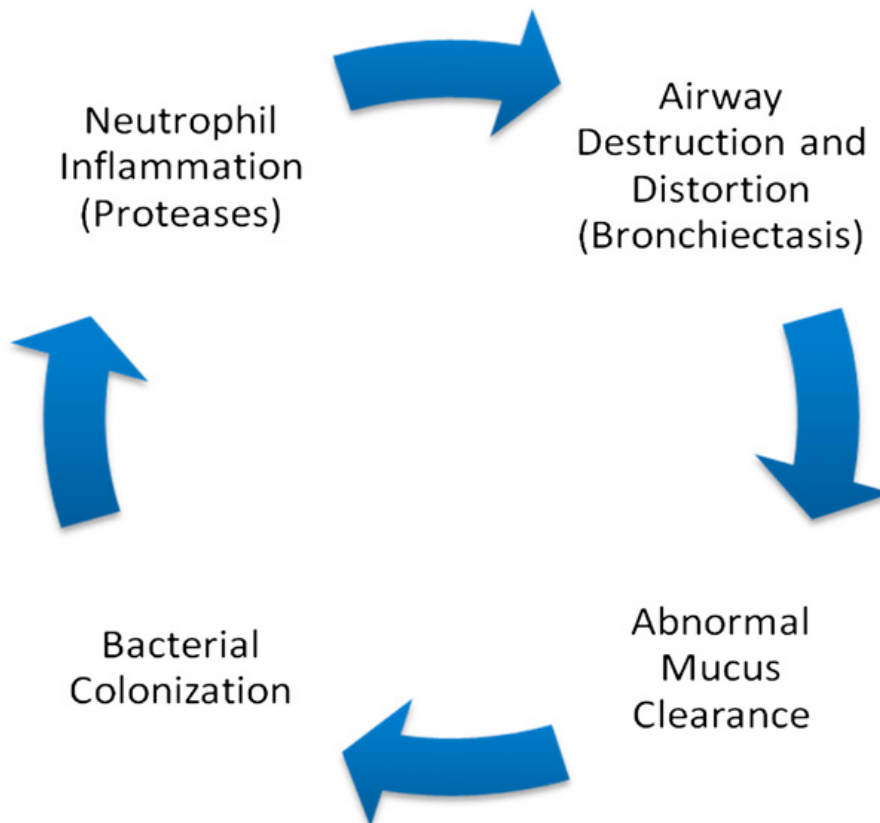 Neutrophil
Inflammation
(Proteases)
Airway
Destruction and
Distortion
(Bronchiectasis)
Abnormal
Mucus
Clearance
Bacterial
Colonization